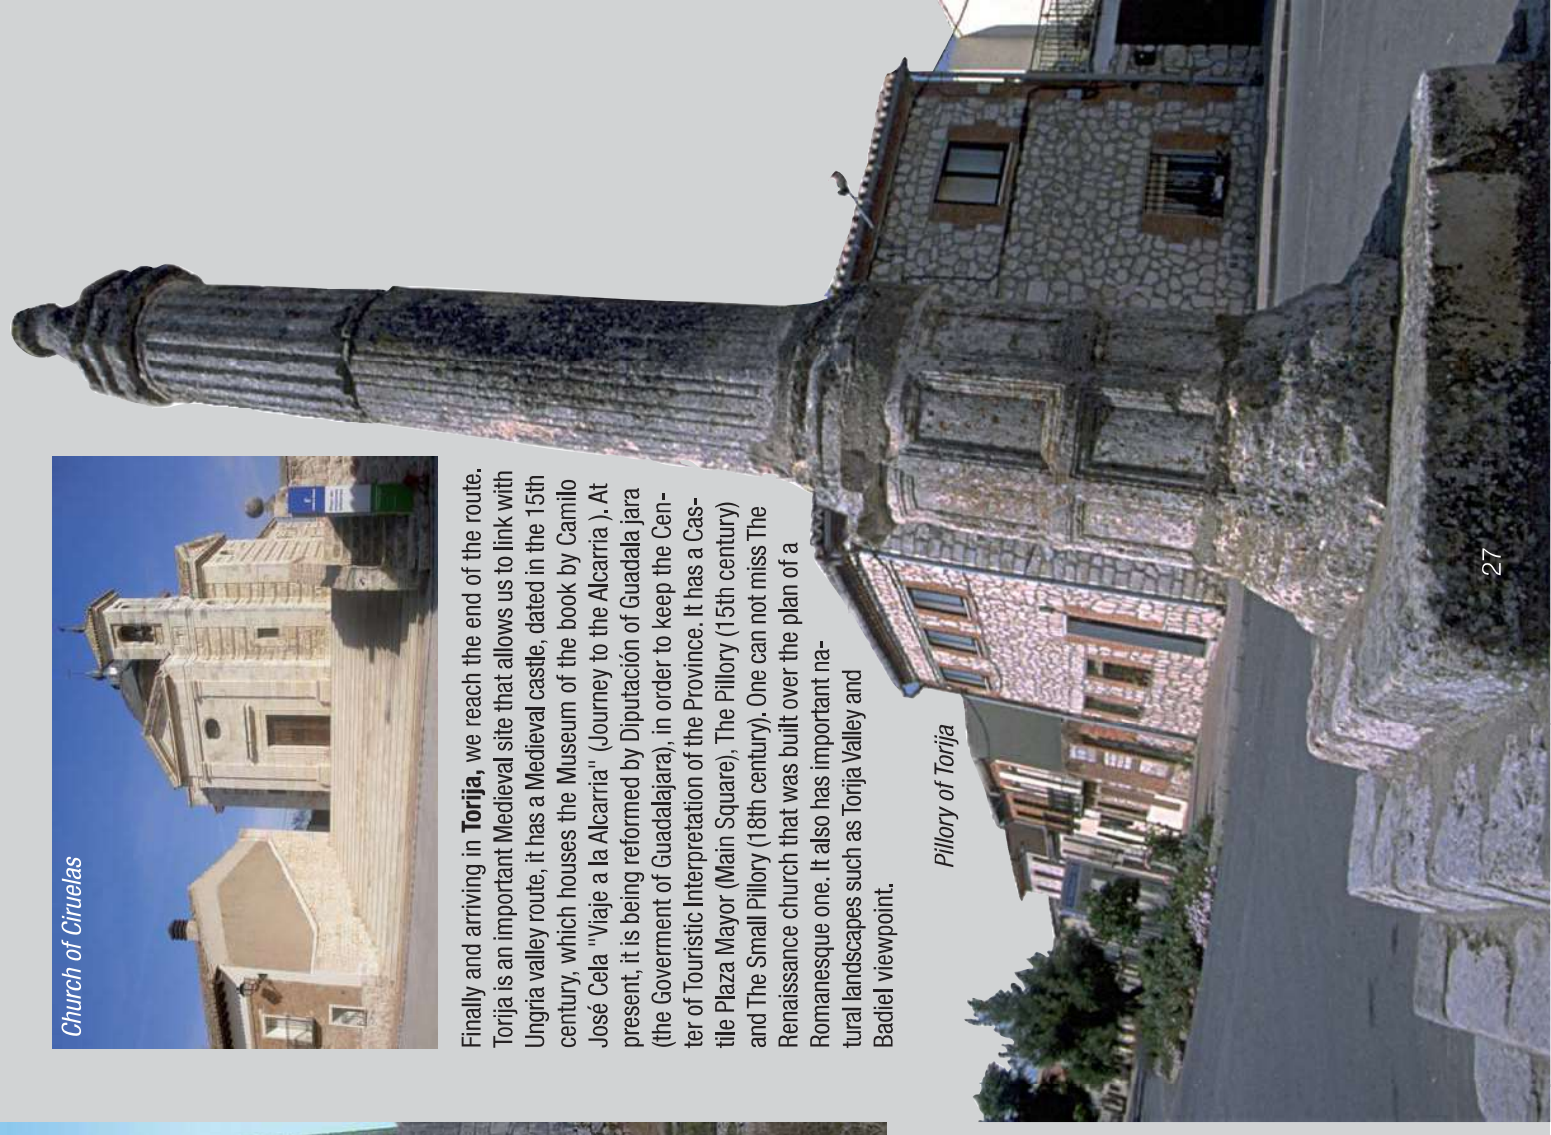 Church of Ciruelas
Finally and arriving in Torija, we reach the end of the route.
Torija is an important Medieval site that allows us to link with
Ungria valley route, it has a Medieval castle, dated in the 15th
century, which houses the Museum of the book by Camilo
José Cela "Viaje a la Alcarria" (Journey to the Alcarria ). At
present, it is being reformed by Diputación of Guadala jara
(the Goverment of Guadalajara), in order to keep the Cen-
ter of Touristic Interpretation of the Province. It has a Cas-
tile Plaza Mayor (Main Square), The Pillory (15th century)
and The Small Pillory (18th century). One can not miss The
Renaissance church that was built over the plan of a
Romanesque one. It also has important na-
tural landscapes such as Torija Valley and
Badiel viewpoint.
Pillory of Torija
27